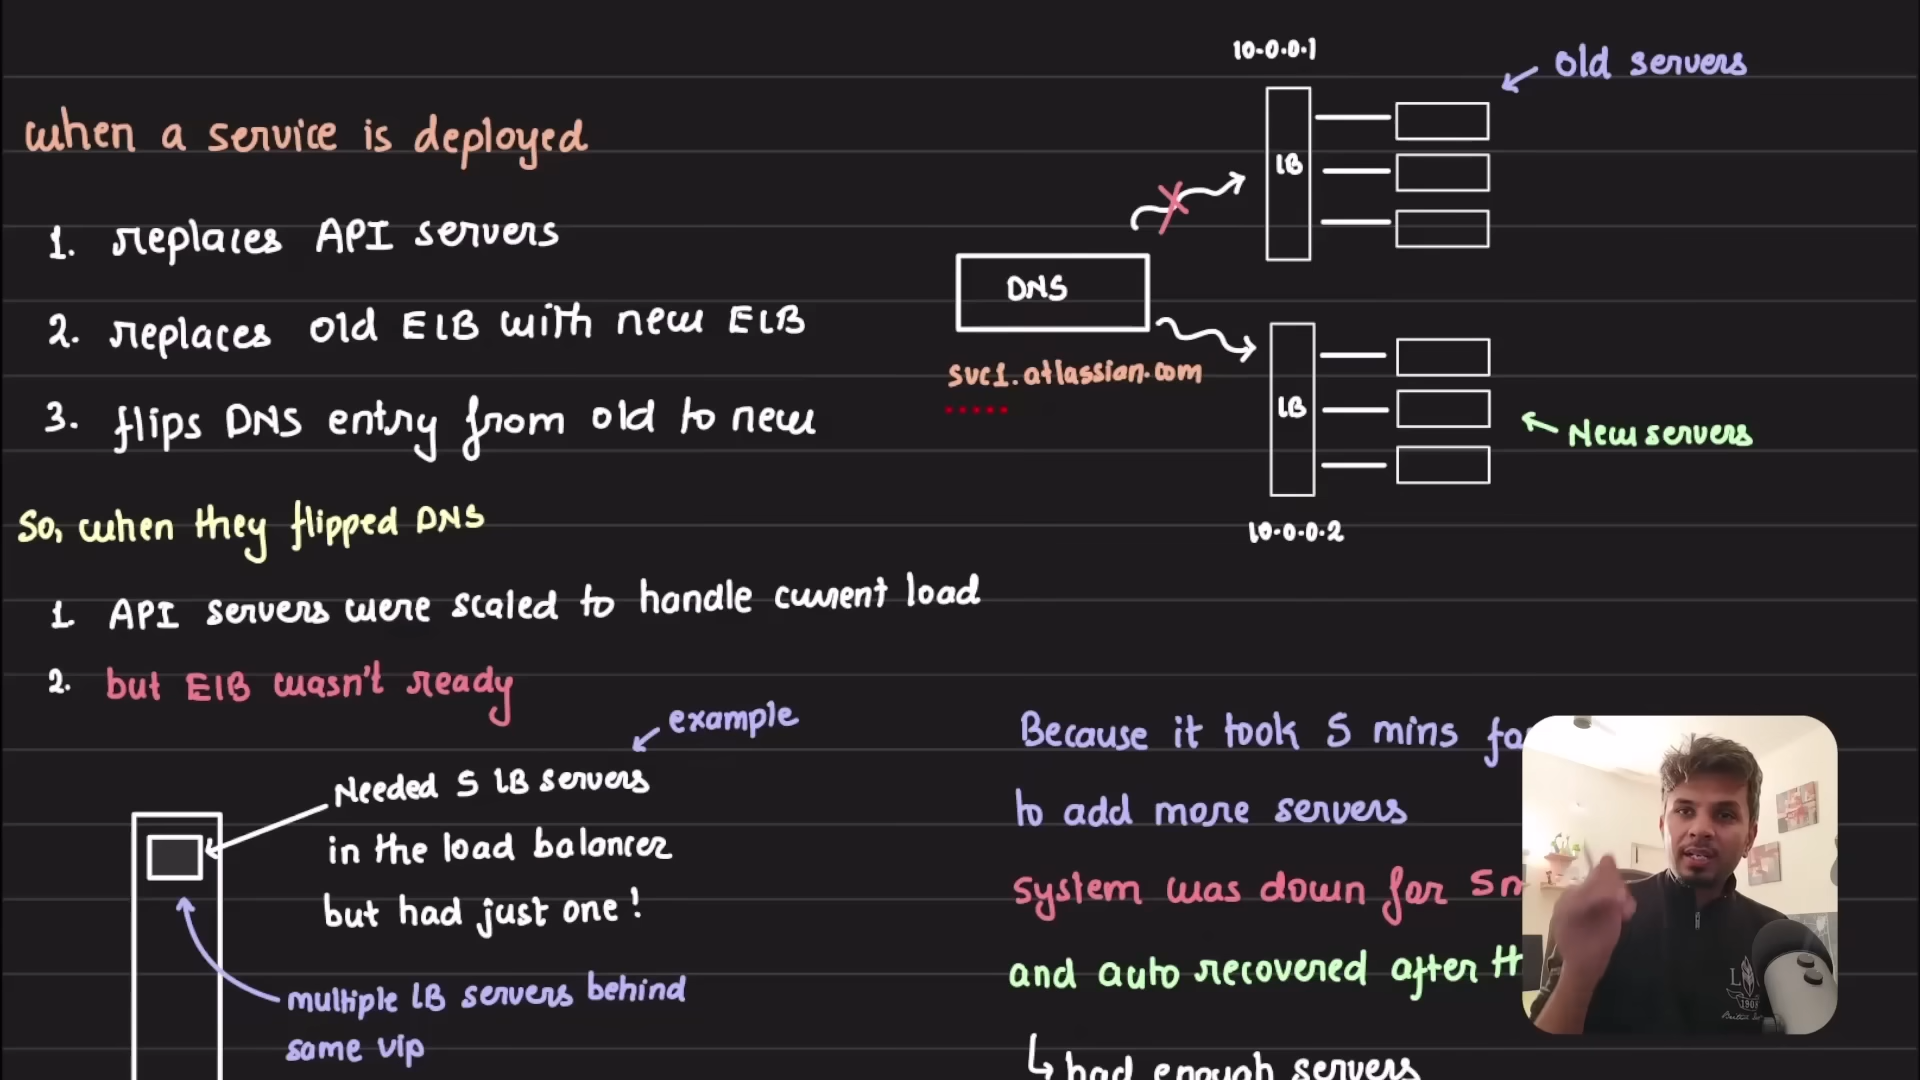 when a service is deployed
1. replaces API servers
2. replaces old ELB with new ELB
3. flips DNS entry from old to new
So, when they flipped DNS
1. API servers were scaled to handle current load
2. but ELB wasn't ready
example
Needed 5 LB servers
in the load balancer
but had just one!
multiple LB servers behind
same vip
10.0.0.1
old servers
LB
DNS
svc1.atlassian.com
LB
New servers
10.0.0.2
Because it took 5 mins
to add more servers
system was down for 5
and auto recovered after
had enough servers
1908